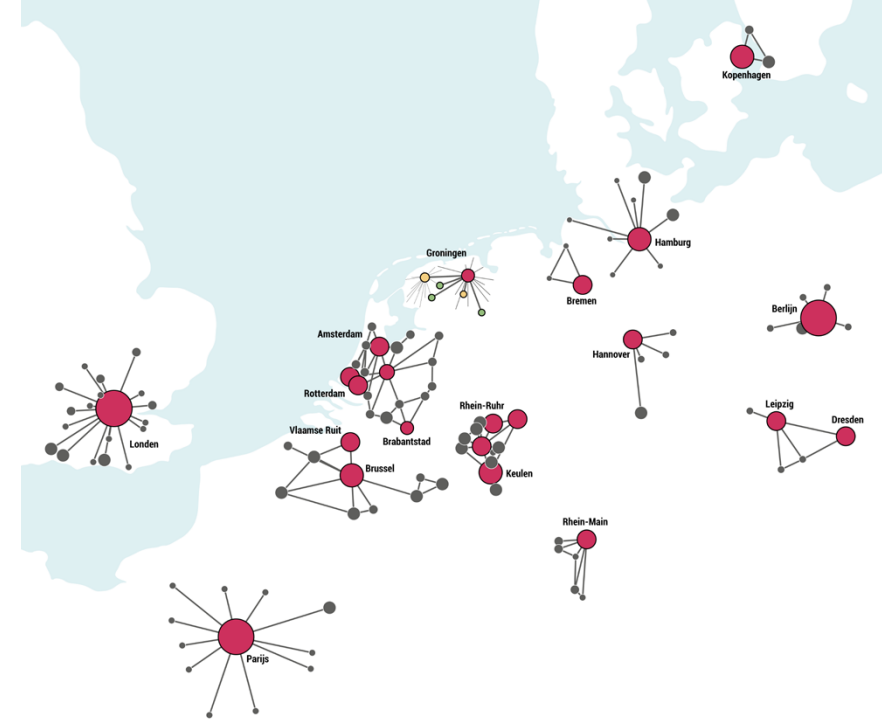 Kopenhagen
Hamburg
Groningen
Bremen
Berlijn
Amsterdam
Hannover
Rotterdam
Rhein-Ruhr
Leipzig
Dresden
Vlaamse Ruit
Brabantstad
Londen
Brussel
Keulen
Rhein-Main
Parijs